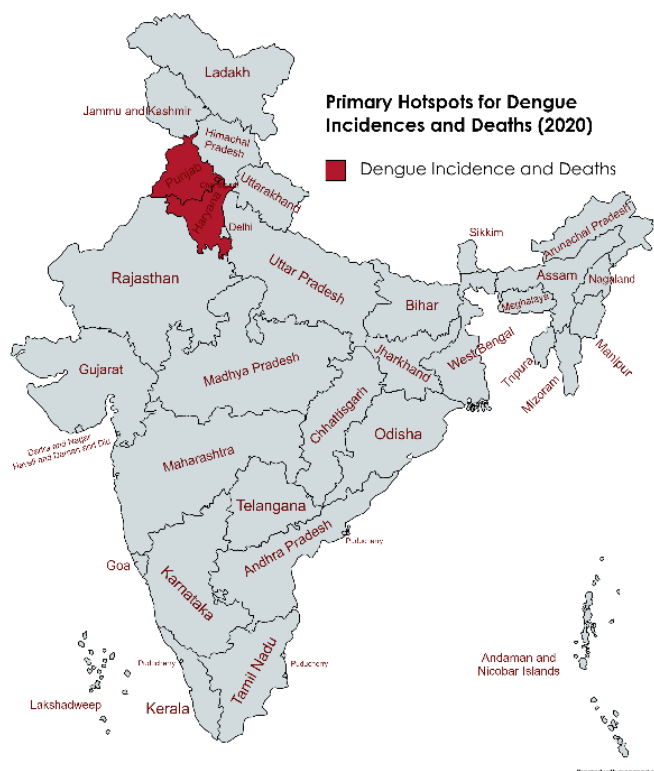 Ladakh
Primary Hotspots for Dengue
Incidences and Deaths (2020)
Jammu and Kashmir
Himachal
Pradesh
Dengue Incidence and Deaths
Punjab
Uttarakhand
Haryana
Delhi
Sikkim
Arunachal Pradesh
Rajasthan
Uttar Pradesh
Bihar
Assam
Nagaland
Meghalaya
Gujarat
Madhya Pradesh
Jharkhand
West Bengal
Tripura
Mizoram
Manipur
Chhattisgarh
Dadra and Nagar
Haveli and Daman and Diu
Maharashtra
Odisha
Telangana
Andhra Pradesh
Puducherry
Goa
Karnataka
Puducherry
Puducherry
Tamil Nadu
Andaman and
Nicobar Islands
Lakshadweep
Kerala